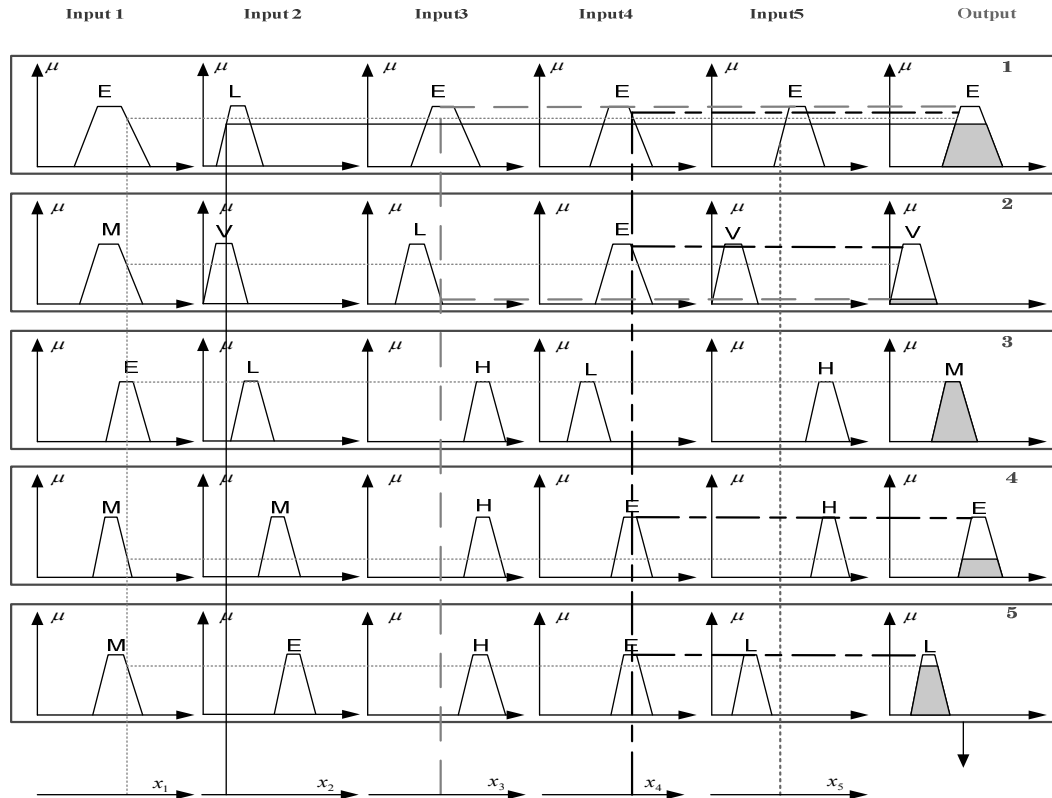 Input 1 Input 2 Input3 Input4 Input5 Output
μ μ μ μ μ μ 1
E L E E E E
μ μ μ μ μ μ 2
M V L E V V
μ μ μ μ μ μ 3
E L H L H M
μ μ μ μ μ μ 4
M M H E H E
μ μ μ μ μ μ 5
M E H E L L
x1 x2 x3 x4 x5